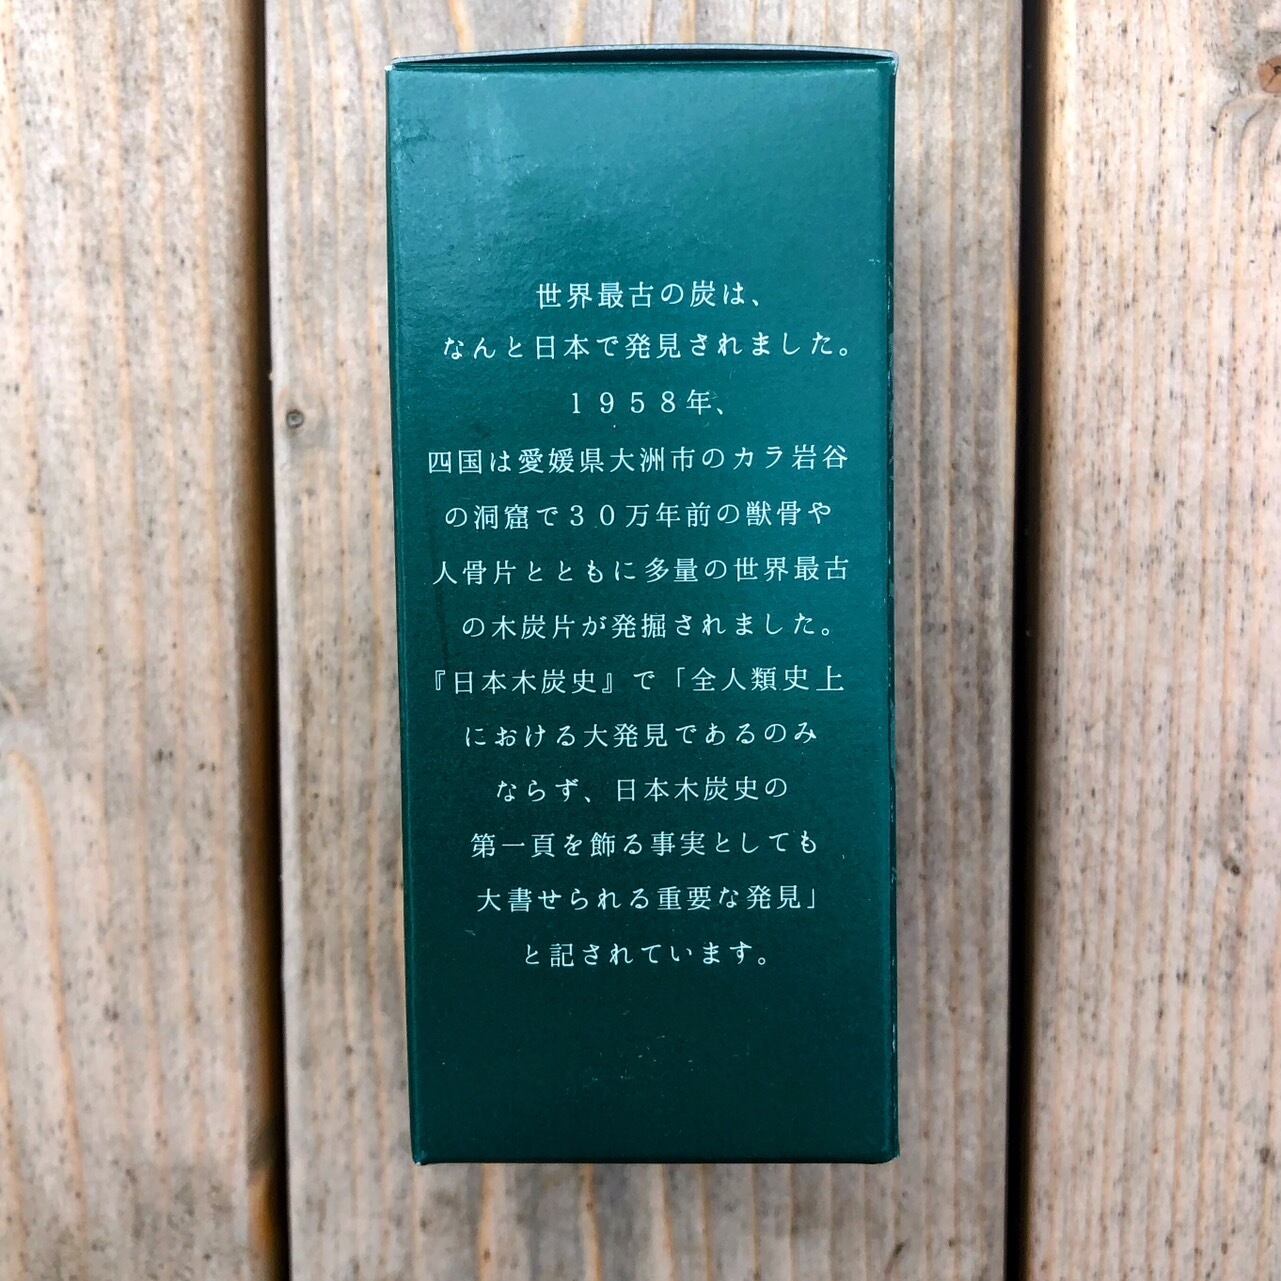 世界最古の炭は、
なんと日本で発見されました。
１９５８年、
四国は愛媛県大洲市のカラ岩谷
の洞窟で３０万年前の獣骨や
人骨片とともに多量の世界最古
の木炭片が発掘されました。
『日本木炭史』で「全人類史上
における大発見であるのみ
ならず、日本木炭史の
第一頁を飾る事実としても
大書せられる重要な発見」
と記されています。